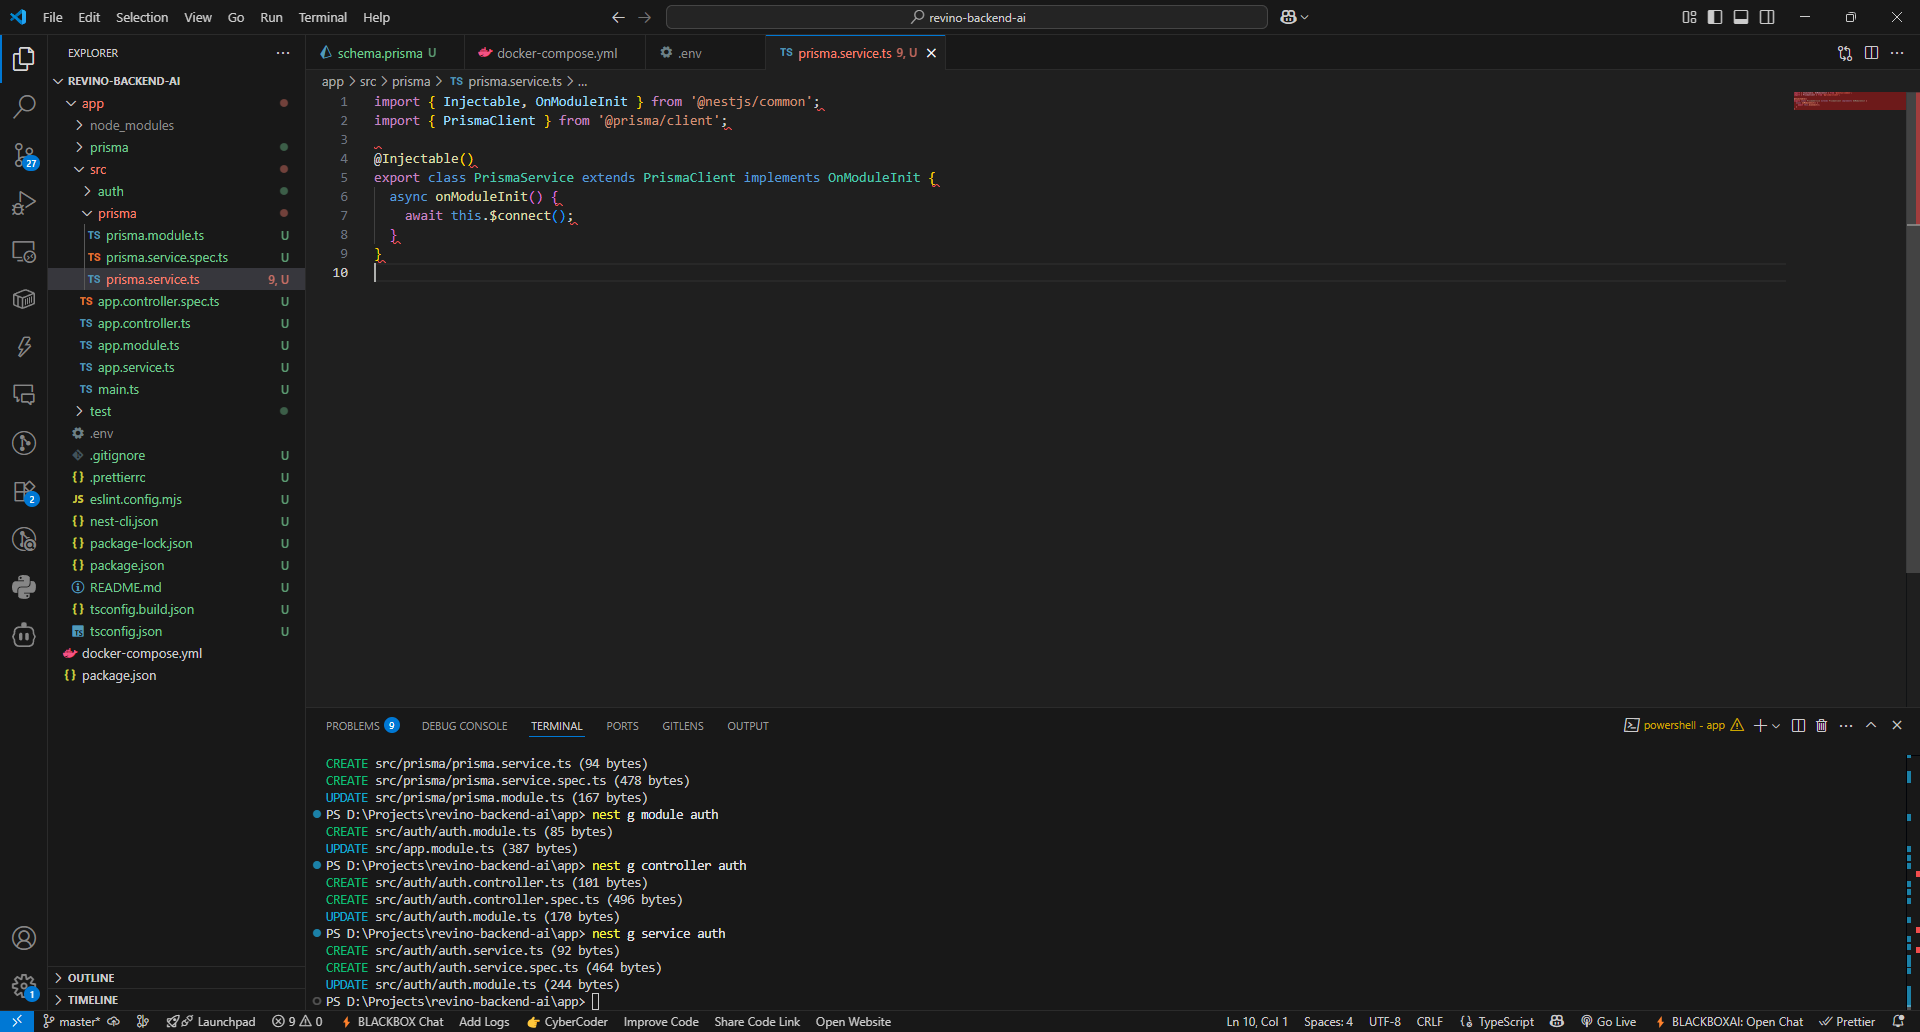 File Edit Selection View Go Run Terminal Help
revino-backend-ai
EXPLORER
REVINO-BACKEND-AI
app
node_modules
prisma
src
auth
prisma
TS prisma.module.ts U
TS prisma.service.spec.ts U
TS prisma.service.ts 9, U
TS app.controller.spec.ts U
TS app.controller.ts U
TS app.module.ts U
TS app.service.ts U
TS main.ts U
test
.env
.gitignore U
{} .prettierrc U
JS eslint.config.mjs U
{} nest-cli.json U
{} package-lock.json U
{} package.json U
README.md U
{} tsconfig.build.json U
TS tsconfig.json U
docker-compose.yml
{} package.json
OUTLINE
TIMELINE
27
2
1
schema.prisma U
docker-compose.yml
.env
TS prisma.service.ts 9, U
app > src > prisma > TS prisma.service.ts > ...
1 import { Injectable, OnModuleInit } from '@nestjs/common';
2 import { PrismaClient } from '@prisma/client';
3
4 @Injectable()
5 export class PrismaService extends PrismaClient implements OnModuleInit {
6 async onModuleInit() {
7 await this.$connect();
8 }
9 }
10
PROBLEMS 9 DEBUG CONSOLE TERMINAL PORTS GITLENS OUTPUT
powershell - app
CREATE src/prisma/prisma.service.ts (94 bytes)
CREATE src/prisma/prisma.service.spec.ts (478 bytes)
UPDATE src/prisma/prisma.module.ts (167 bytes)
PS D:\Projects\revino-backend-ai\app> nest g module auth
CREATE src/auth/auth.module.ts (85 bytes)
UPDATE src/app.module.ts (387 bytes)
PS D:\Projects\revino-backend-ai\app> nest g controller auth
CREATE src/auth/auth.controller.ts (101 bytes)
CREATE src/auth/auth.controller.spec.ts (496 bytes)
UPDATE src/auth/auth.module.ts (170 bytes)
PS D:\Projects\revino-backend-ai\app> nest g service auth
CREATE src/auth/auth.service.ts (92 bytes)
CREATE src/auth/auth.service.spec.ts (464 bytes)
UPDATE src/auth/auth.module.ts (244 bytes)
PS D:\Projects\revino-backend-ai\app>
master* Launchpad 9 0 BLACKBOX Chat Add Logs CyberCoder Improve Code Share Code Link Open Website Ln 10, Col 1 Spaces: 4 UTF-8 CRLF {} TypeScript Go Live BLACKBOXAI: Open Chat Prettier